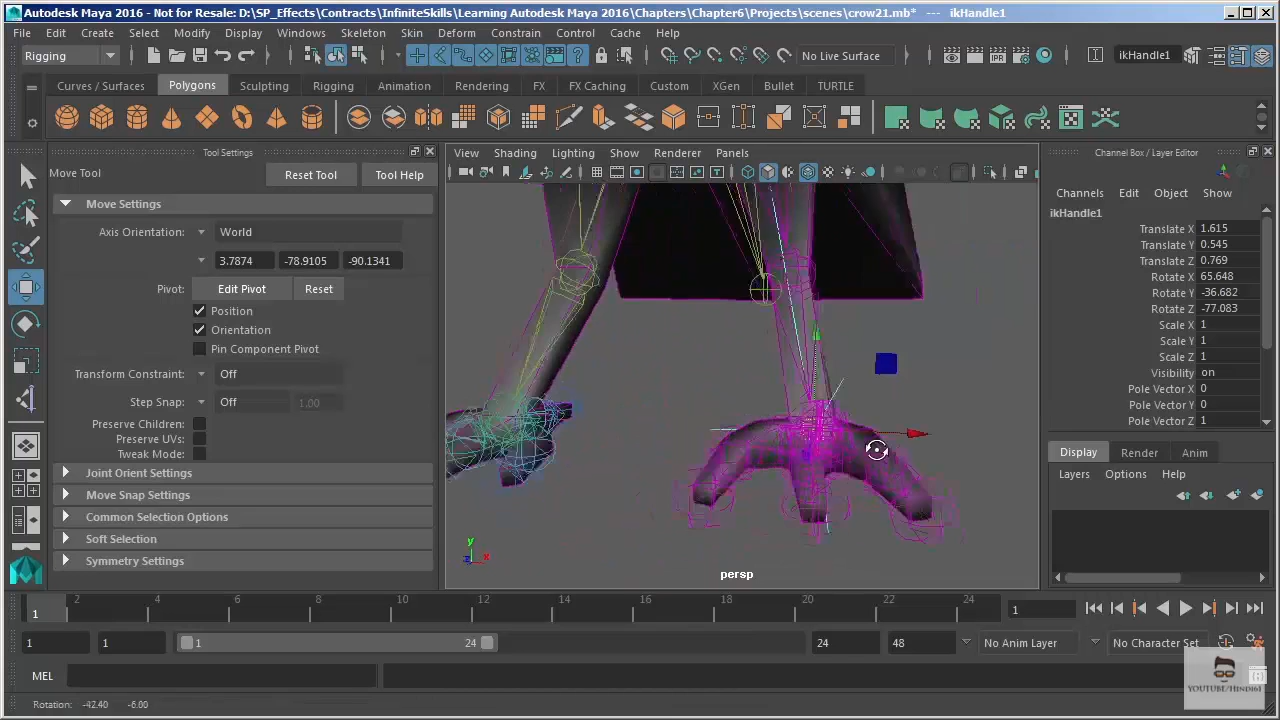 Autodesk Maya 2016 - Not for Resale: D:\SP_Effects\Contracts\InfiniteSkills\Learning Autodesk Maya 2016\Chapters\Chapter6\Projects\scenes\crow21.mb* --- ikHandle1
File Edit Create Select Modify Display Windows Skeleton Skin Deform Constrain Control Cache Help
Rigging No Live Surface ikHandle1
Curves / Surfaces Polygons Sculpting Rigging Animation Rendering FX FX Caching Custom XGen Bullet TURTLE
Tool Settings
Move Tool Reset Tool Tool Help
Move Settings
Axis Orientation: World
3.7874 -78.9105 -90.1341
Pivot: Edit Pivot Reset
Position
Orientation
Pin Component Pivot
Transform Constraint: Off
Step Snap: Off 1.00
Preserve Children:
Preserve UVs:
Tweak Mode:
Joint Orient Settings
Move Snap Settings
Common Selection Options
Soft Selection
Symmetry Settings
View Shading Lighting Show Renderer Panels
y
x
persp
Channel Box / Layer Editor
Channels Edit Object Show
ikHandle1
Translate X 1.615
Translate Y 0.545
Translate Z 0.769
Rotate X 65.648
Rotate Y -36.682
Rotate Z -77.083
Scale X 1
Scale Y 1
Scale Z 1
Visibility on
Pole Vector X 0
Pole Vector Y 0
Pole Vector Z 1
Display Render Anim
Layers Options Help
1 2 4 6 8 10 12 14 16 18 20 22 24 1
1 1 1 24 24 48 No Anim Layer No Character Set
MEL
YOUTUBE/HINDI61
Rotation: -42.40 -6.00